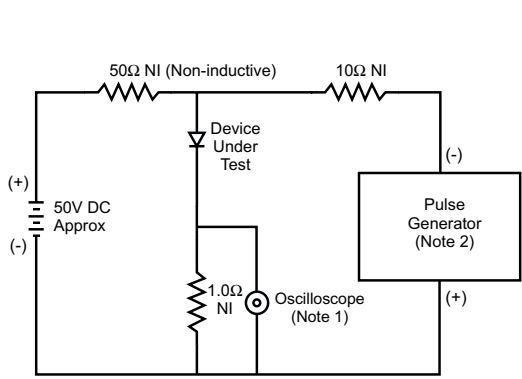 50Ω NI (Non-inductive)
10Ω NI
Device
Under
Test
(-)
(+)
50V DC
Approx
(-)
Pulse
Generator
(Note 2)
1.0Ω
NI
Oscilloscope
(Note 1)
(+)